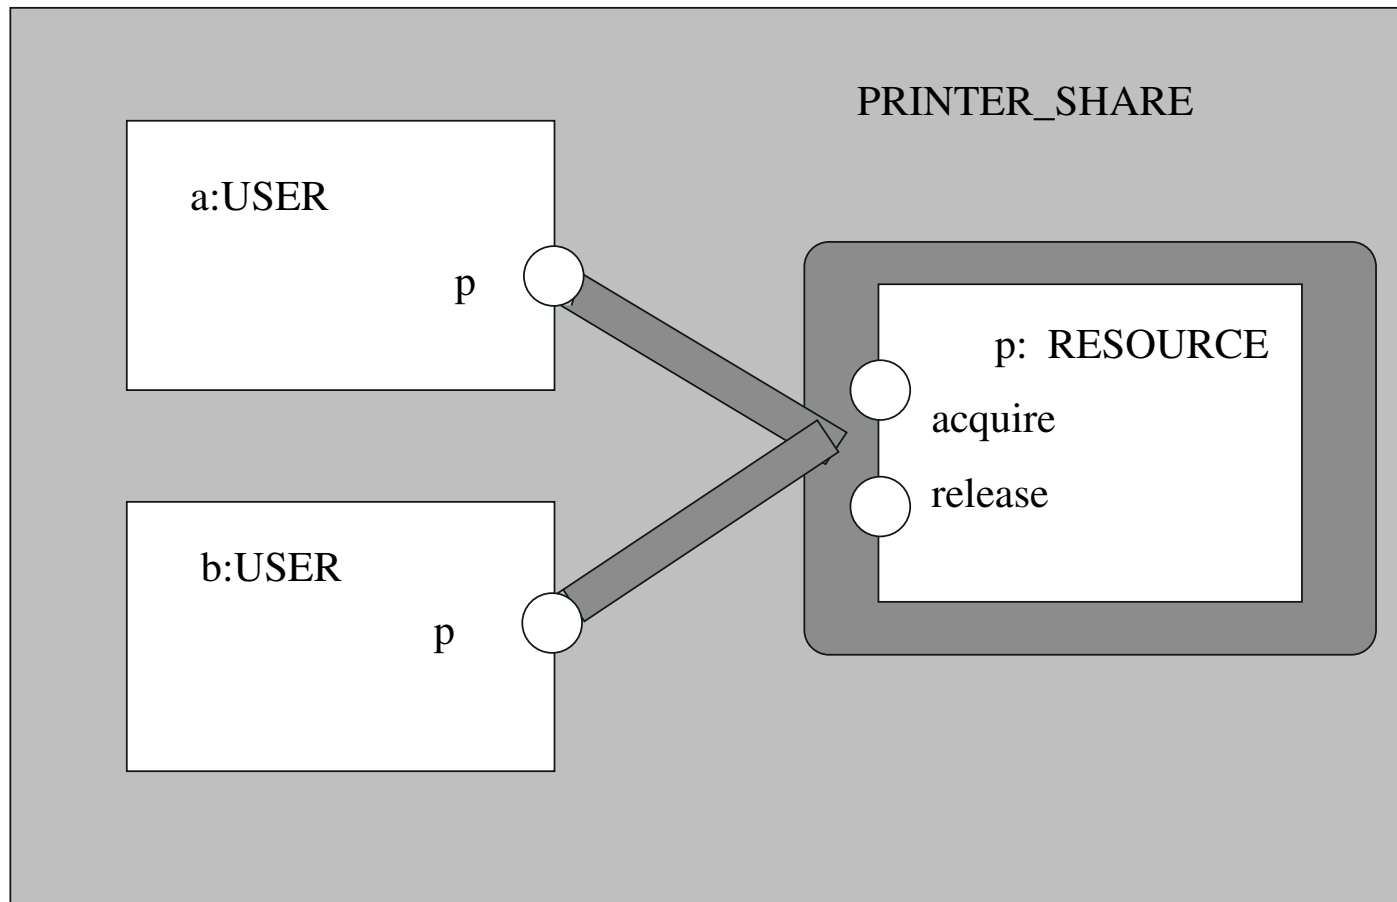 PRINTER_SHARE
a:USER
p
p: RESOURCE
acquire
release
b:USER
p